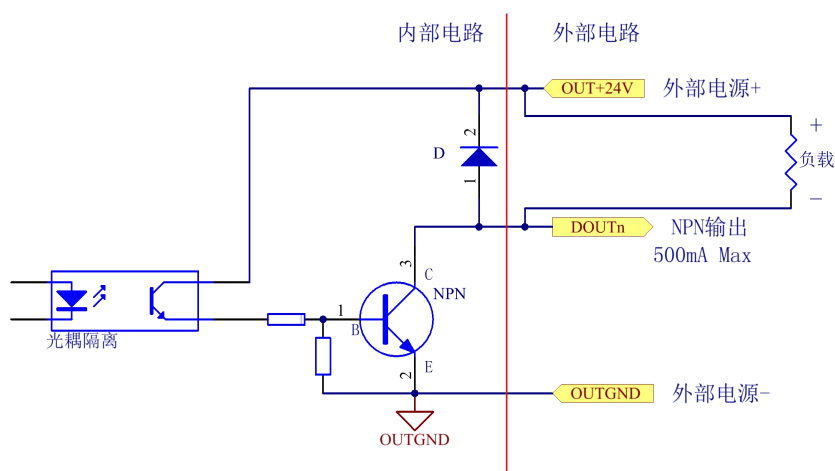 内部电路
外部电路
OUT+24V
外部电源+
2
D
1
+
负载
−
DOUTn
NPN输出
500mA Max
3
C
NPN
1
B
光耦隔离
E
2
OUTGND
外部电源-
OUTGND